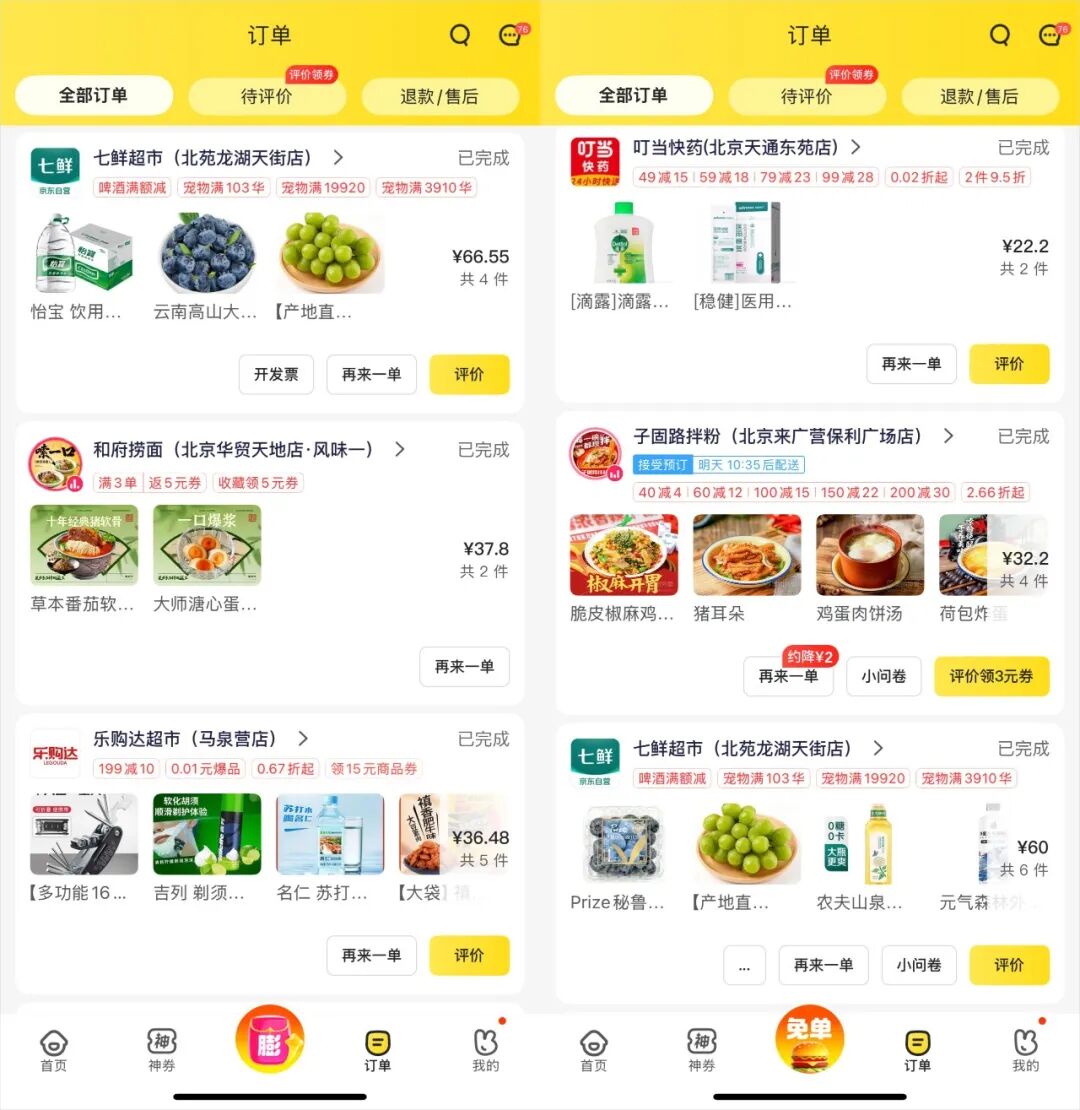 订单
76
全部订单
待评价
评价领券
退款/售后
七鲜
京东自营
七鲜超市（北苑龙湖天街店）
已完成
啤酒满额减 宠物满103华 宠物满19920 宠物满3910华
怡宝
¥66.55
共 4 件
怡宝 饮用...
云南高山大...
【产地直...
开发票
再来一单
评价
味一口
和府捞面（北京华贸天地店·风味一）
已完成
满3单 返5元券 收藏领5元券
十年经典猪软骨
一口爆浆
¥37.8
共 2 件
草本番茄软...
大师溏心蛋...
再来一单
乐购达
LEGOUDA
乐购达超市（马泉营店）
已完成
199减10 0.01元爆品 0.67折起 领15元商品券
软化胡须
顺滑剃护体验
苏打水
¥36.48
共 5 件
【多功能16...
吉列 剃须...
名仁 苏打...
【大袋】禧...
再来一单
评价
首页
神
神券
膨
订单
我的
订单
76
全部订单
待评价
评价领券
退款/售后
叮当
快药
24小时快送
叮当快药(北京天通东苑店)
已完成
49减15 59减18 79减23 99减28 0.02折起 2件9.5折
Dettol
¥22.2
共 2 件
[滴露]滴露...
[稳健]医用...
再来一单
评价
子固路拌粉（北京来广营保利广场店）
已完成
接受预订 明天 10:35后配送
40减4 60减12 100减15 150减22 200减30 2.66折起
椒麻开胃
¥32.2
共 4 件
脆皮椒麻鸡...
猪耳朵
鸡蛋肉饼汤
荷包炸蛋
约降¥2
再来一单
小问卷
评价领3元券
七鲜
京东自营
七鲜超市（北苑龙湖天街店）
已完成
啤酒满额减 宠物满103华 宠物满19920 宠物满3910华
0糖
0卡
大瓶
更爽
¥60
共 6 件
Prize秘鲁...
【产地直...
农夫山泉...
元气森林外...
...
再来一单
小问卷
评价
首页
神
神券
免单
订单
我的